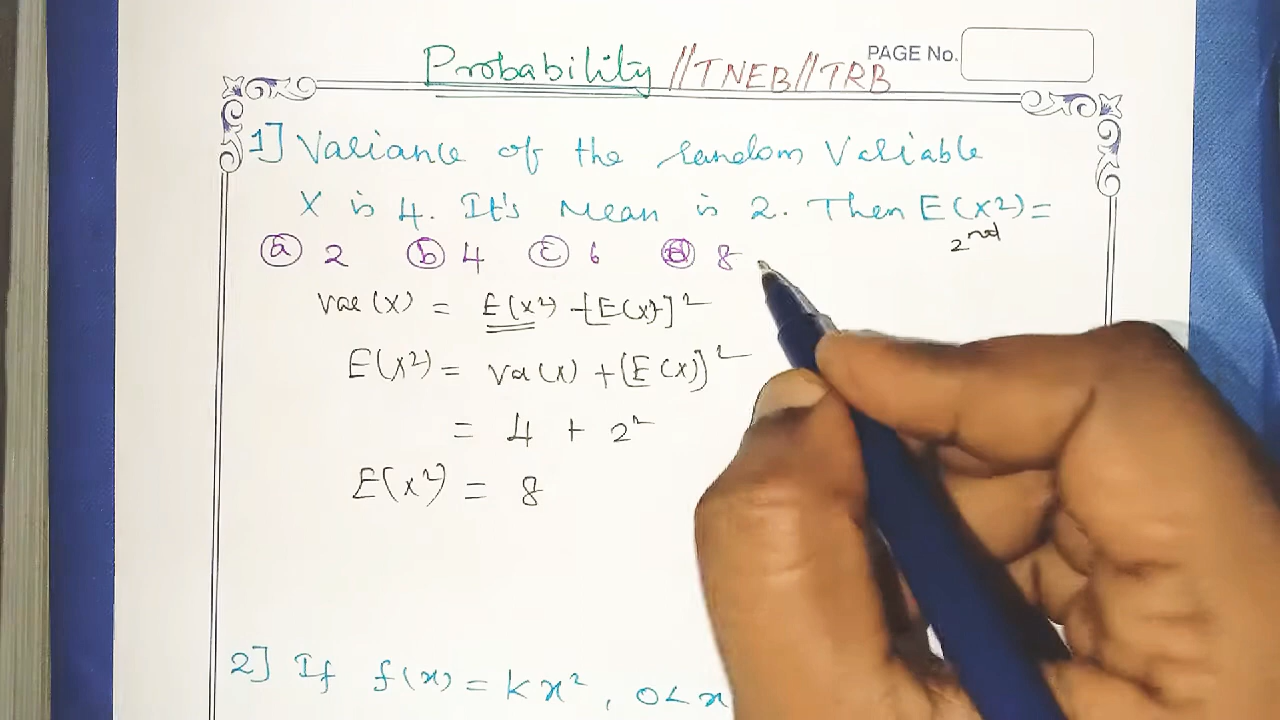 Probability //TNEB//TRB PAGE No.
1] Variance of the random Variable
X is 4. It's Mean is 2. Then E(X²)=
2nd
ⓐ 2 ⓑ 4 ⓒ 6 ⓓ 8
var(X) = E(X²) - [E(X)]²
E(X²) = Va(X) + [E(X)]²
= 4 + 2²
E(X²) = 8
2] If f(x) = kx², 0<x